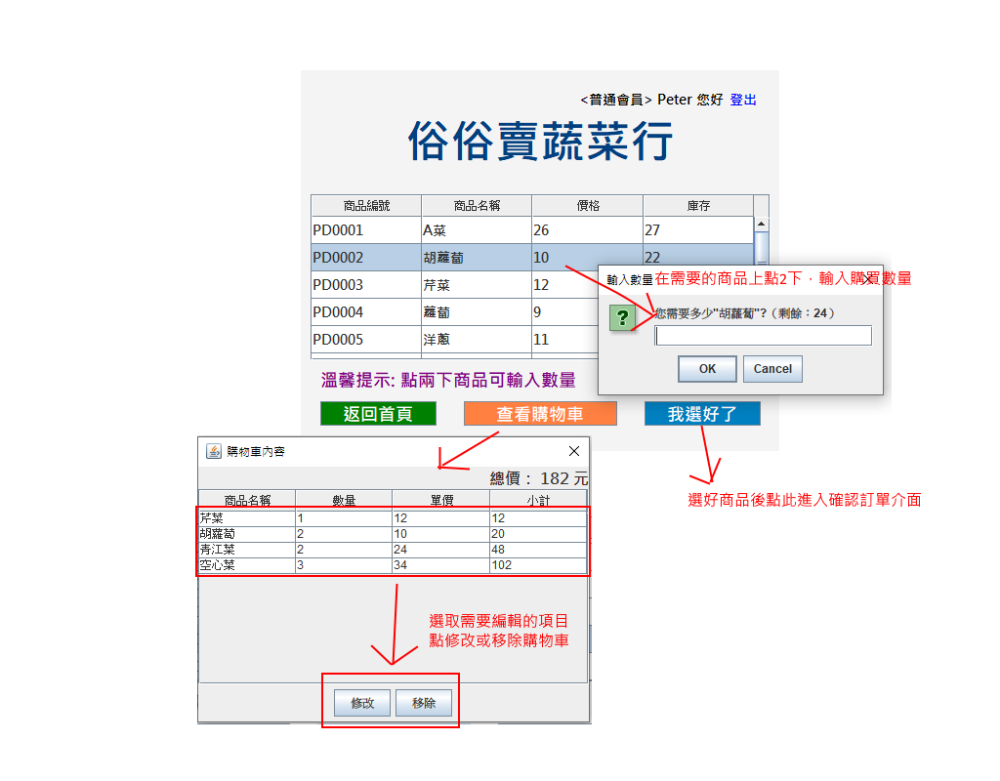 <普通會員> Peter 您好 登出
俗俗賣蔬菜行
商品編號 商品名稱 價格 庫存
PD0001 A菜 26 27
PD0002 胡蘿蔔 10 22
PD0003 芹菜 12
PD0004 蘿蔔 9
PD0005 洋蔥 11
輸入數量
在需要的商品上點2下，輸入購買數量
您需要多少"胡蘿蔔"?（剩餘：24）
OK Cancel
溫馨提示: 點兩下商品可輸入數量
返回首頁 查看購物車 我選好了
選好商品後點此進入確認訂單介面
購物車內容
總價： 182 元
商品名稱 數量 單價 小計
芹菜 1 12 12
胡蘿蔔 2 10 20
青江菜 2 24 48
空心菜 3 34 102
選取需要編輯的項目
點修改或移除購物車
修改 移除